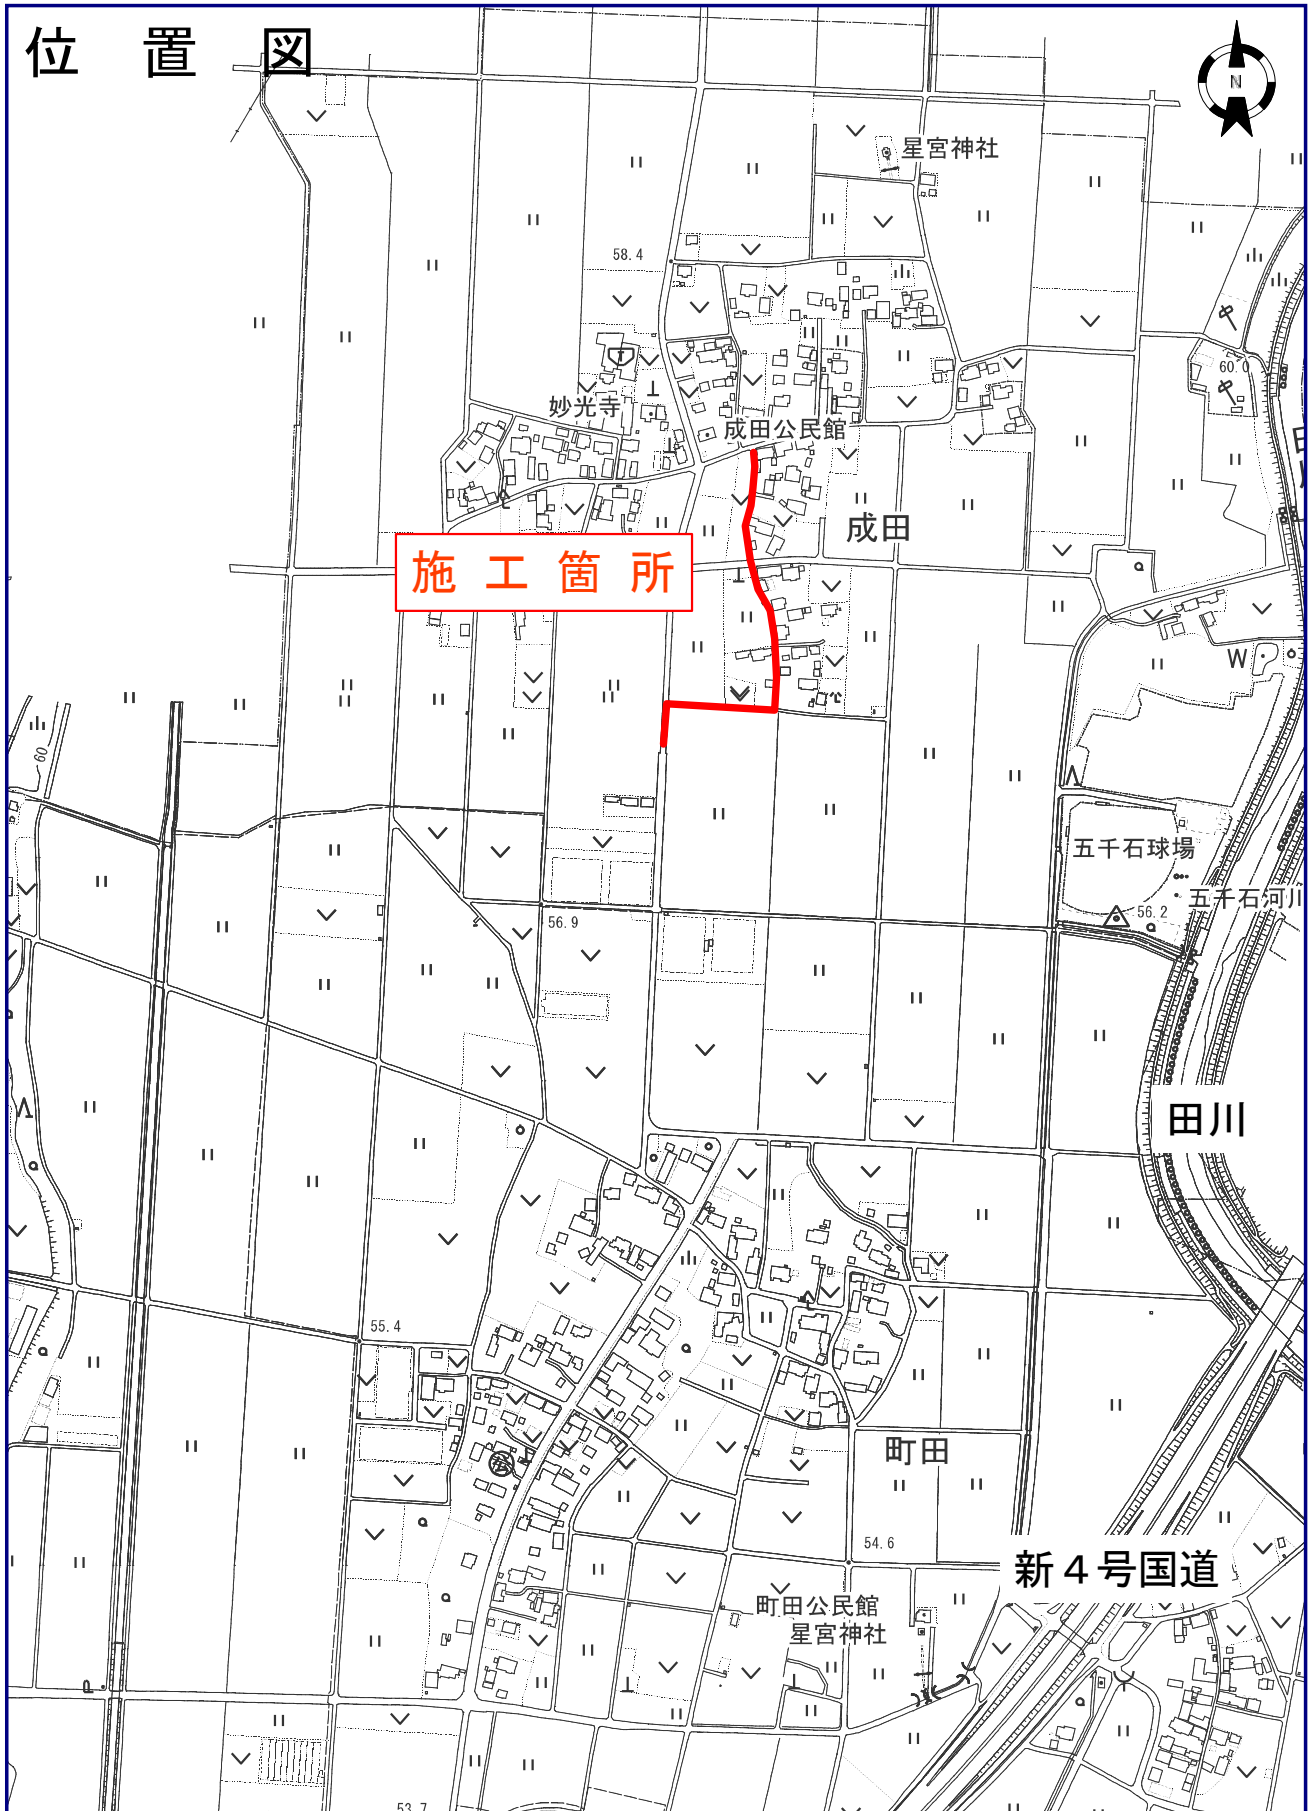 位 置 図
N
星宮神社
58.4
60.0
妙光寺
成田公民館
成田
施工箇所
W
60
五千石球場
五千石河川
56.2
56.9
田川
55.4
町田
54.6
新４号国道
町田公民館
星宮神社
53.7